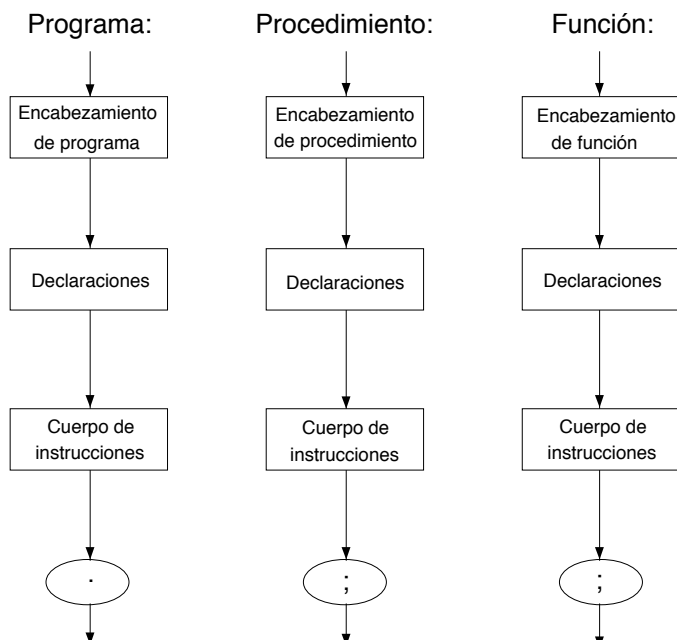 Programa:
Encabezamiento
de programa
Declaraciones
Cuerpo de
instrucciones
.
Procedimiento:
Encabezamiento
de procedimiento
Declaraciones
Cuerpo de
instrucciones
;
Función:
Encabezamiento
de función
Declaraciones
Cuerpo de
instrucciones
;